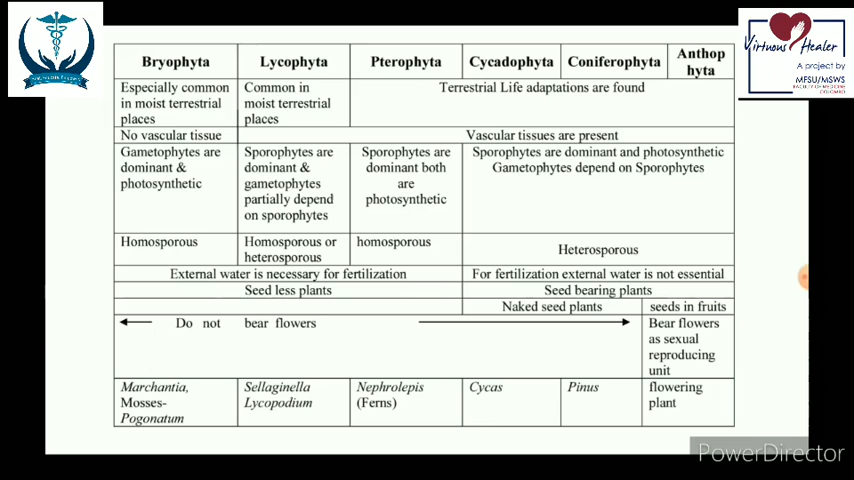 Virtuous Healer
A project by
MFSU/MSWS
FACULTY OF MEDICINE
COLOMBO
Bryophyta Lycophyta Pterophyta Cycadophyta Coniferophyta Anthop
hyta
Especially common
in moist terrestrial
places
Common in
moist terrestrial
places
Terrestrial Life adaptations are found
No vascular tissue
Vascular tissues are present
Gametophytes are
dominant &
photosynthetic
Sporophytes are
dominant &
gametophytes
partially depend
on sporophytes
Sporophytes are
dominant both
are
photosynthetic
Sporophytes are dominant and photosynthetic
Gametophytes depend on Sporophytes
Homosporous
Homosporous or
heterosporous
homosporous
Heterosporous
External water is necessary for fertilization
For fertilization external water is not essential
Seed less plants
Seed bearing plants
Naked seed plants
seeds in fruits
Do not bear flowers
Bear flowers
as sexual
reproducing
unit
Marchantia,
Mosses-
Pogonatum
Sellaginella
Lycopodium
Nephrolepis
(Ferns)
Cycas
Pinus
flowering
plant
PowerDirector